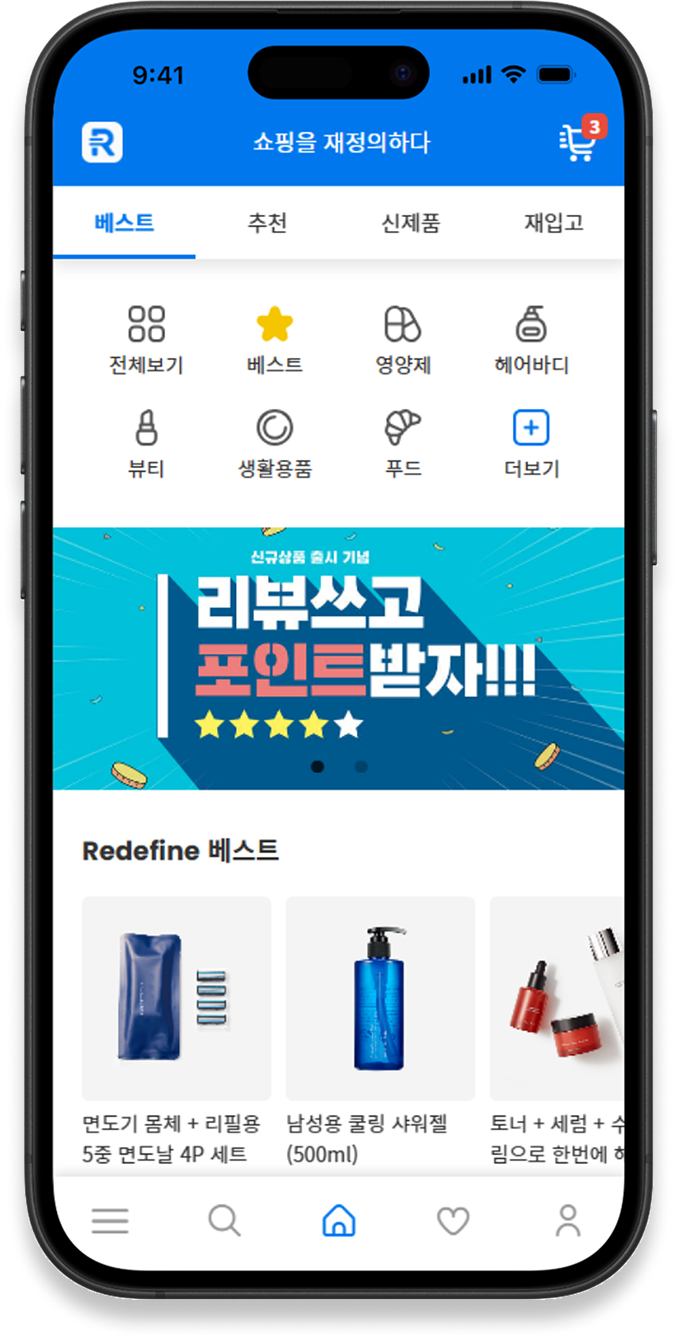 9:41
R
쇼핑을 재정의하다
3
베스트 추천 신제품 재입고
전체보기 베스트 영양제 헤어바디
뷰티 생활용품 푸드 더보기
신규상품 출시 기념
리뷰쓰고
포인트받자!!!
Redefine 베스트
면도기 몸체 + 리필용
5중 면도날 4P 세트
남성용 쿨링 샤워젤
(500ml)
토너 + 세럼 + 수
림으로 한번에